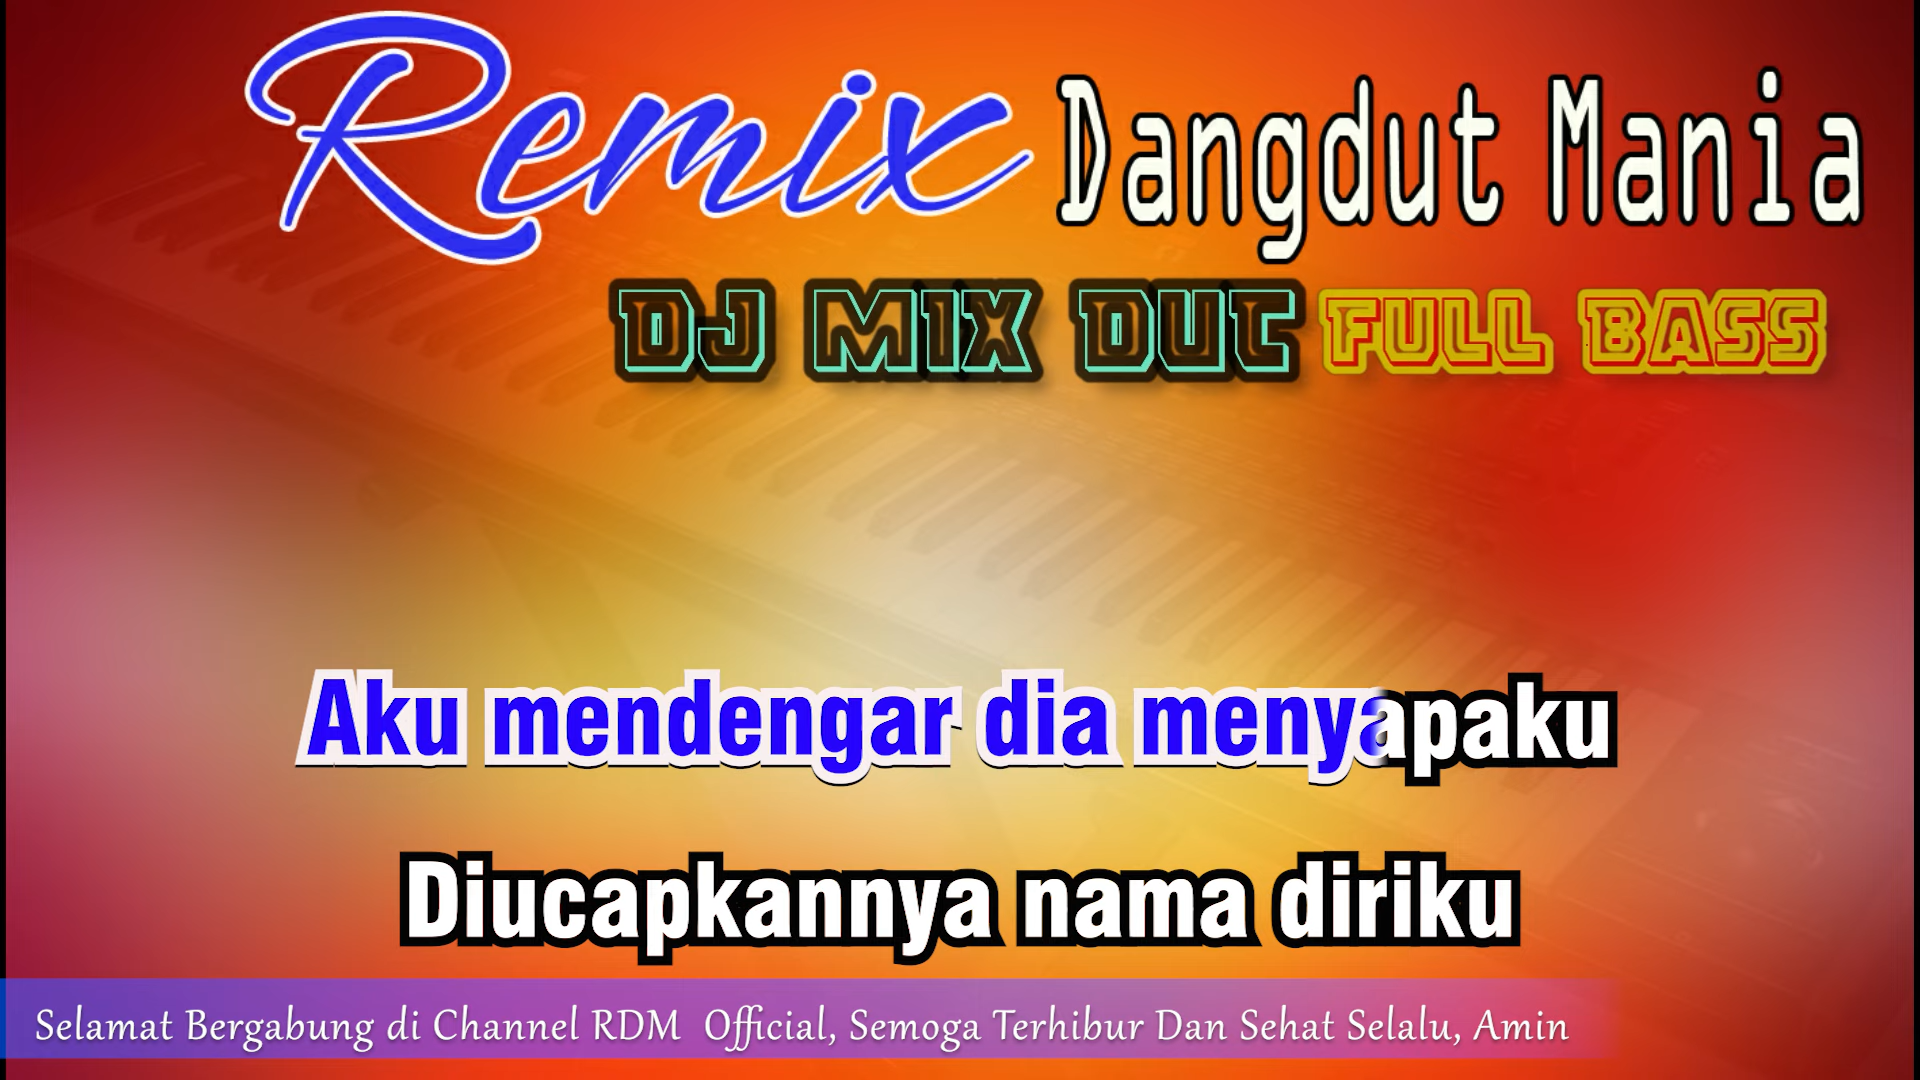 Remix Dangdut Mania
DJ MIX DUT FULL BASS
Aku mendengar dia menyapaku
Diucapkannya nama diriku
Selamat Bergabung di Channel RDM Official, Semoga Terhibur Dan Sehat Selalu, Amin